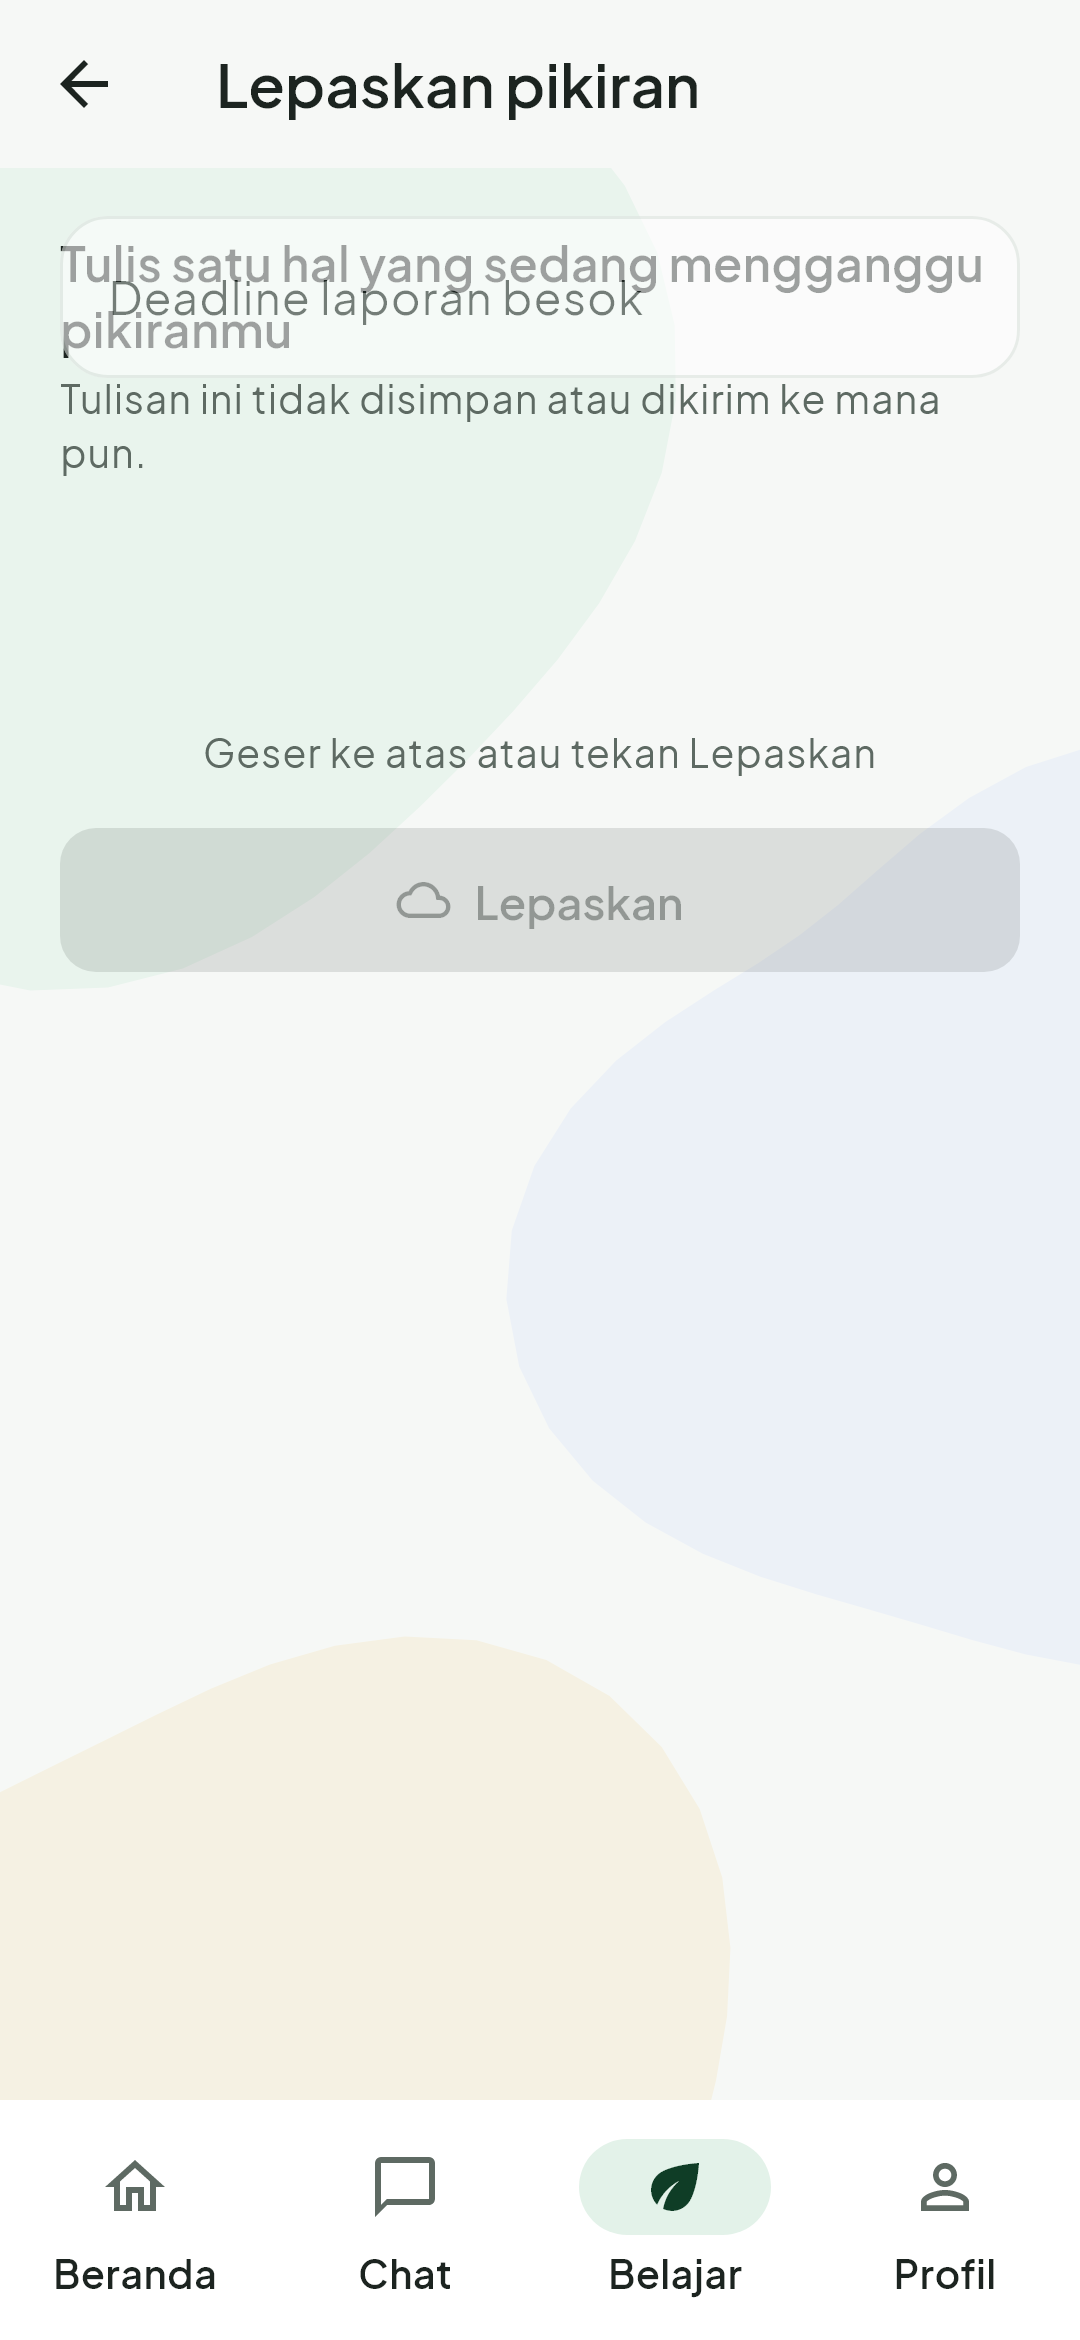 Lepaskan pikiran
Tulis satu hal yang sedang mengganggu
Deadline laporan besok
pikiranmu
Tulisan ini tidak disimpan atau dikirim ke mana
pun.
Geser ke atas atau tekan Lepaskan
Lepaskan
Beranda
Chat
Belajar
Profil